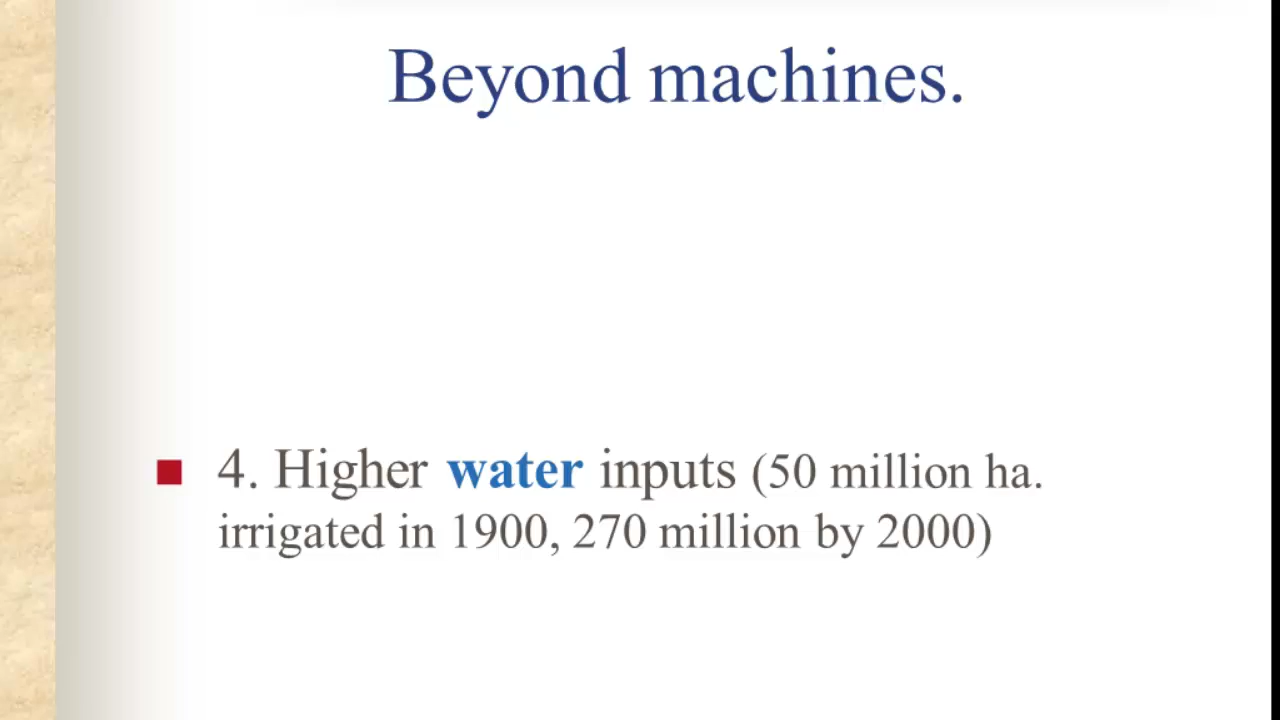 Beyond machines.
4. Higher water inputs (50 million ha.
irrigated in 1900, 270 million by 2000)